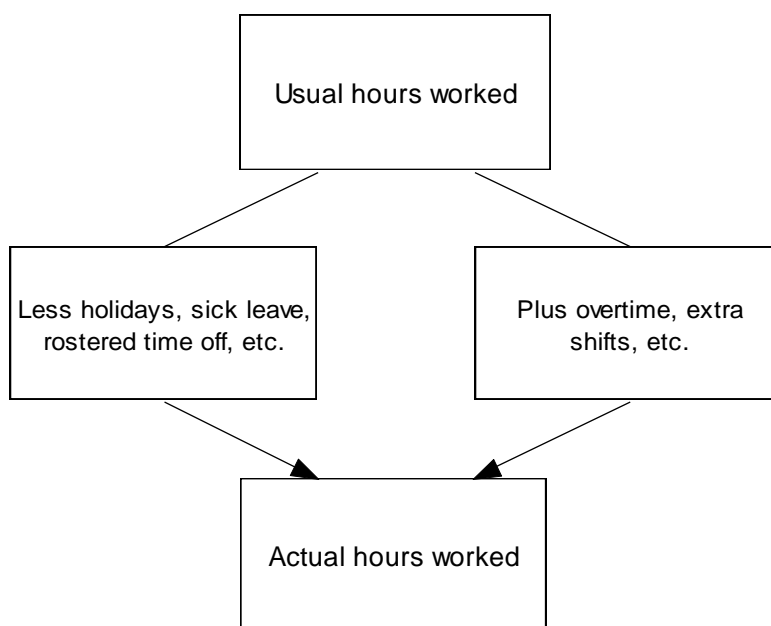 Usual hours worked
Less holidays, sick leave,
rostered time off, etc.
Plus overtime, extra
shifts, etc.
Actual hours worked